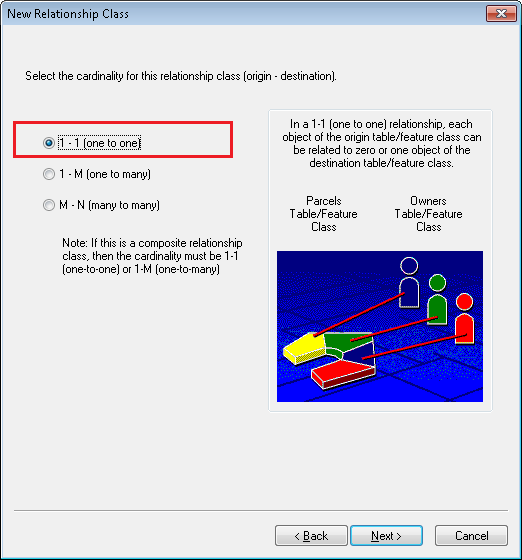 New Relationship Class
Select the cardinality for this relationship class (origin - destination).
1 - 1 (one to one)
1 - M (one to many)
M - N (many to many)
Note: If this is a composite relationship
class, then the cardinality must be 1-1
(one-to-one) or 1-M (one-to-many)
In a 1-1 (one to one) relationship, each
object of the origin table/feature class can
be related to zero or one object of the
destination table/feature class.
Parcels
Table/Feature
Class
Owners
Table/Feature
Class
< Back
Next >
Cancel